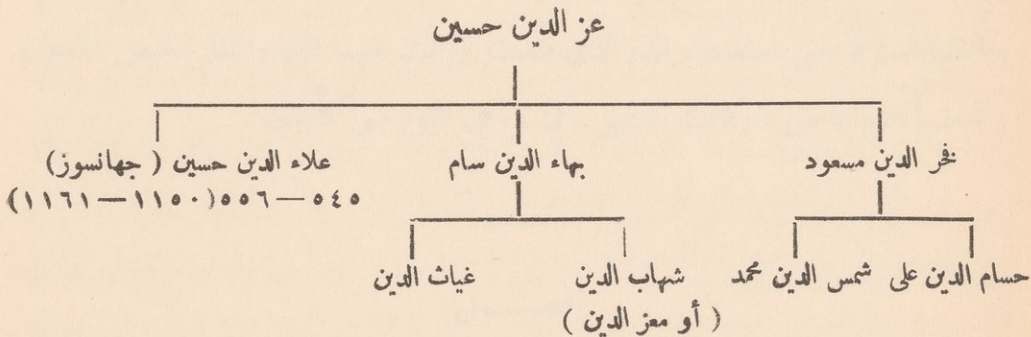 عز الدين حسين
فخر الدين مسعود بهاء الدين سام علاء الدين حسين ( جهانسوز )
٥٤٥ — ٥٥٦ (١١٥٠ — ١١٦١)
حسام الدين على شمس الدين محمد شهاب الدين غياث الدين
( أو معز الدين )